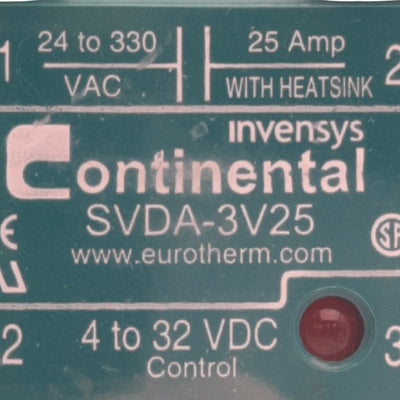 1 24 to 330 25 Amp 2
VAC WITH HEATSINK
invensys
Continental
SVDA-3V25
www.eurotherm.com
2 4 to 32 VDC 3
Control